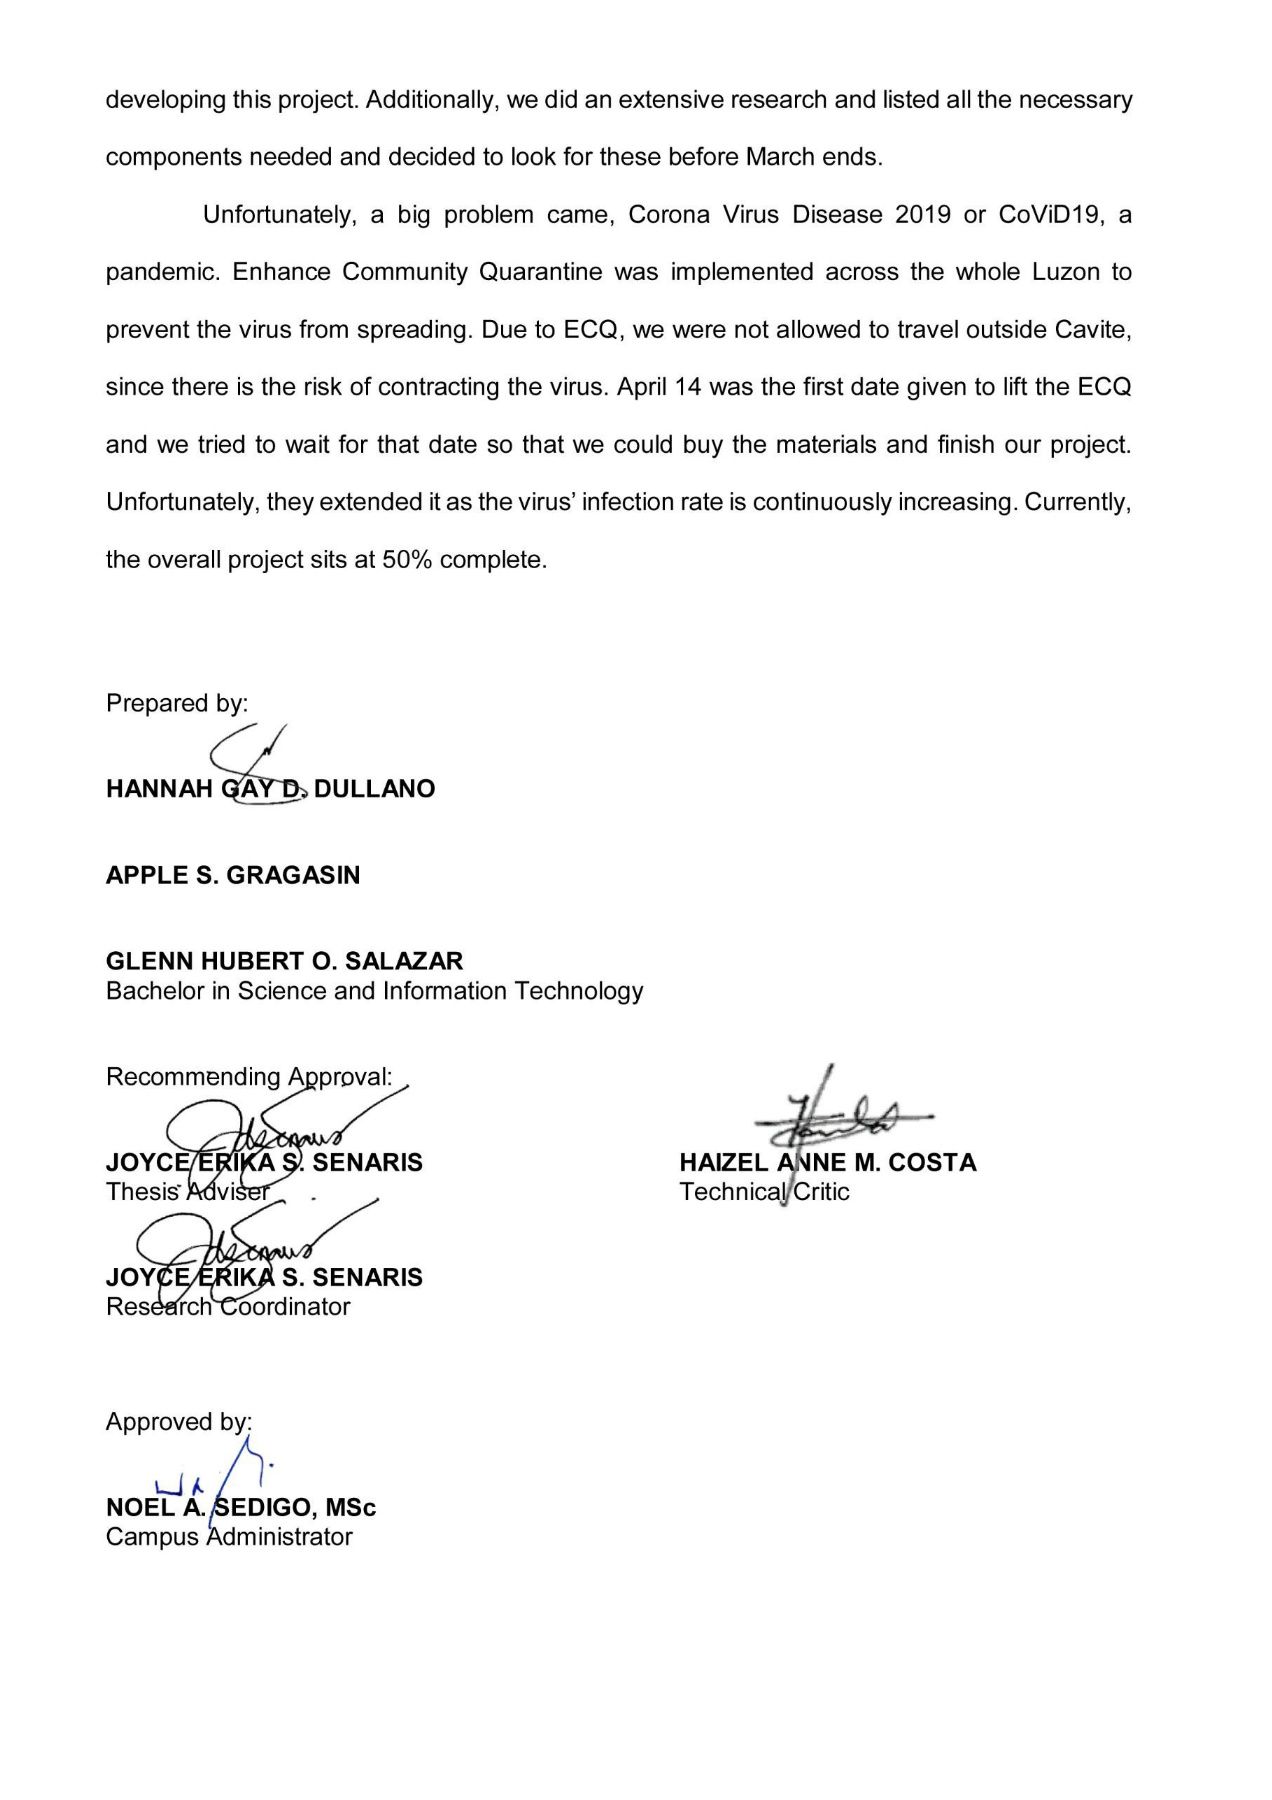 developing this project. Additionally, we did an extensive research and listed all the necessary
components needed and decided to look for these before March ends.
Unfortunately, a big problem came, Corona Virus Disease 2019 or CoViD19, a
pandemic. Enhance Community Quarantine was implemented across the whole Luzon to
prevent the virus from spreading. Due to ECQ, we were not allowed to travel outside Cavite,
since there is the risk of contracting the virus. April 14 was the first date given to lift the ECQ
and we tried to wait for that date so that we could buy the materials and finish our project.
Unfortunately, they extended it as the virus’ infection rate is continuously increasing. Currently,
the overall project sits at 50% complete.
Prepared by:
HANNAH GAY D. DULLANO
APPLE S. GRAGASIN
GLENN HUBERT O. SALAZAR
Bachelor in Science and Information Technology
Recommending Approval:
JOYCE ERIKA S. SENARIS
Thesis Adviser
HAIZEL ANNE M. COSTA
Technical Critic
JOYCE ERIKA S. SENARIS
Research Coordinator
Approved by:
NOEL A. SEDIGO, MSc
Campus Administrator